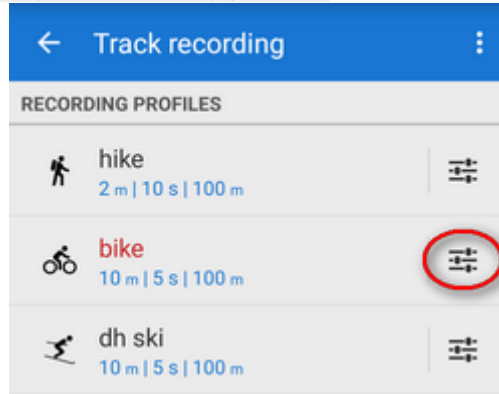 Track recording
RECORDING PROFILES
hike
2 m | 10 s | 100 m
bike
10 m | 5 s | 100 m
dh ski
10 m | 5 s | 100 m